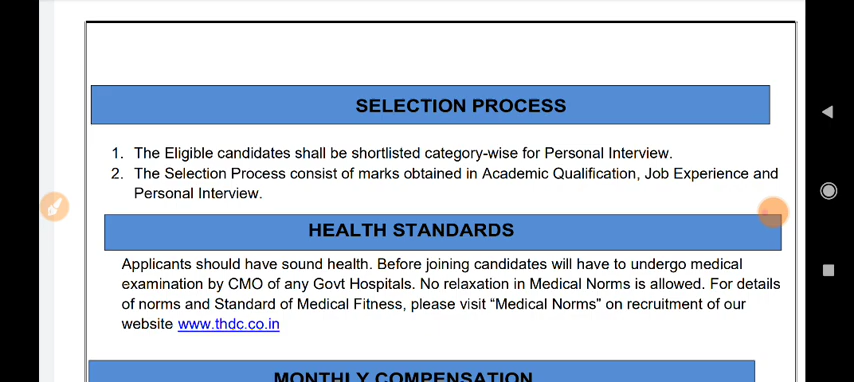 SELECTION PROCESS
1. The Eligible candidates shall be shortlisted category-wise for Personal Interview.
2. The Selection Process consist of marks obtained in Academic Qualification, Job Experience and
Personal Interview.
HEALTH STANDARDS
Applicants should have sound health. Before joining candidates will have to undergo medical
examination by CMO of any Govt Hospitals. No relaxation in Medical Norms is allowed. For details
of norms and Standard of Medical Fitness, please visit “Medical Norms” on recruitment of our
website www.thdc.co.in
MONTHLY COMPENSATION